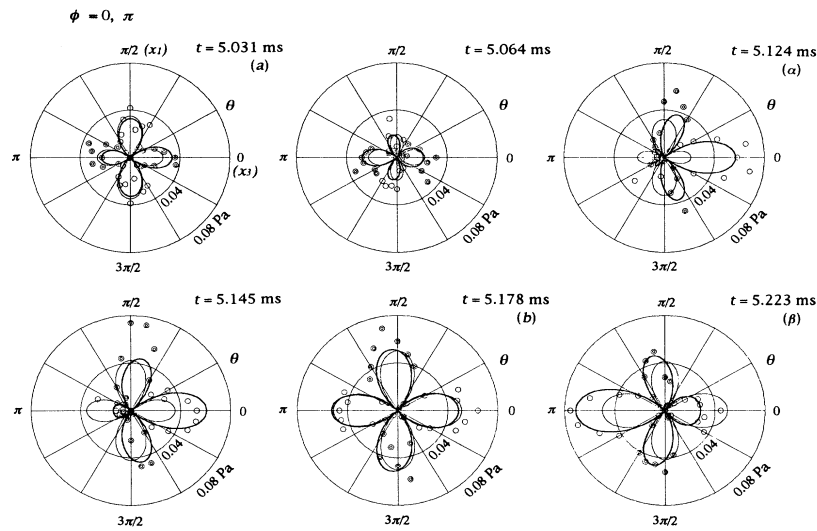 ϕ = 0, π
π/2 (x1)
t = 5.031 ms
(a)
θ
π
0
(x3)
0.04
0.08 Pa
3π/2
π/2
t = 5.064 ms
θ
π
0
0.04
0.08 Pa
3π/2
π/2
t = 5.124 ms
(α)
θ
π
0
0.04
0.08 Pa
3π/2
π/2
t = 5.145 ms
θ
π
0
0.04
0.08 Pa
3π/2
π/2
t = 5.178 ms
(b)
θ
π
0
0.04
0.08 Pa
3π/2
π/2
t = 5.223 ms
(β)
θ
π
0
0.04
0.08 Pa
3π/2